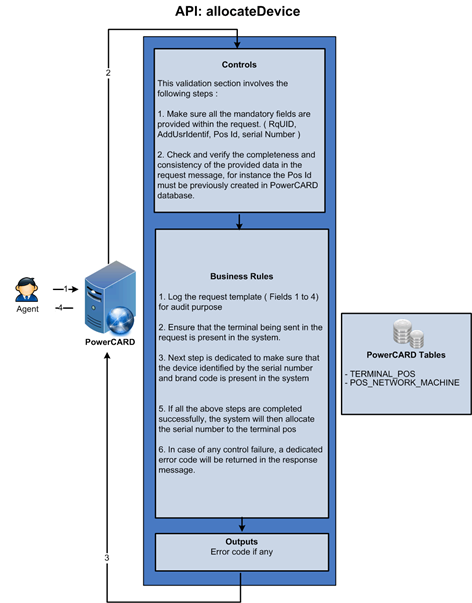 API: allocateDevice
2
Controls
This validation section involves the
following steps :
1. Make sure all the mandatory fields are
provided within the request. ( RqUID,
AddUsrIdentif, Pos Id, serial Number )
2. Check and verify the completeness and
consistency of the provided data in the
request message, for instance the Pos Id
must be previously created in PowerCARD
database.
Business Rules
1. Log the request template ( Fields 1 to 4)
for audit purpose
2. Ensure that the terminal being sent in the
request is present in the system.
3. Next step is dedicated to make sure that
the device identified by the serial number
and brand code is present in the system
5. If all the above steps are completed
successfully, the system will then allocate
the serial number to the terminal pos
6. In case of any control failure, a dedicated
error code will be returned in the response
message.
Outputs
Error code if any
1
4
Agent
PowerCARD
3
PowerCARD Tables
- TERMINAL_POS
- POS_NETWORK_MACHINE